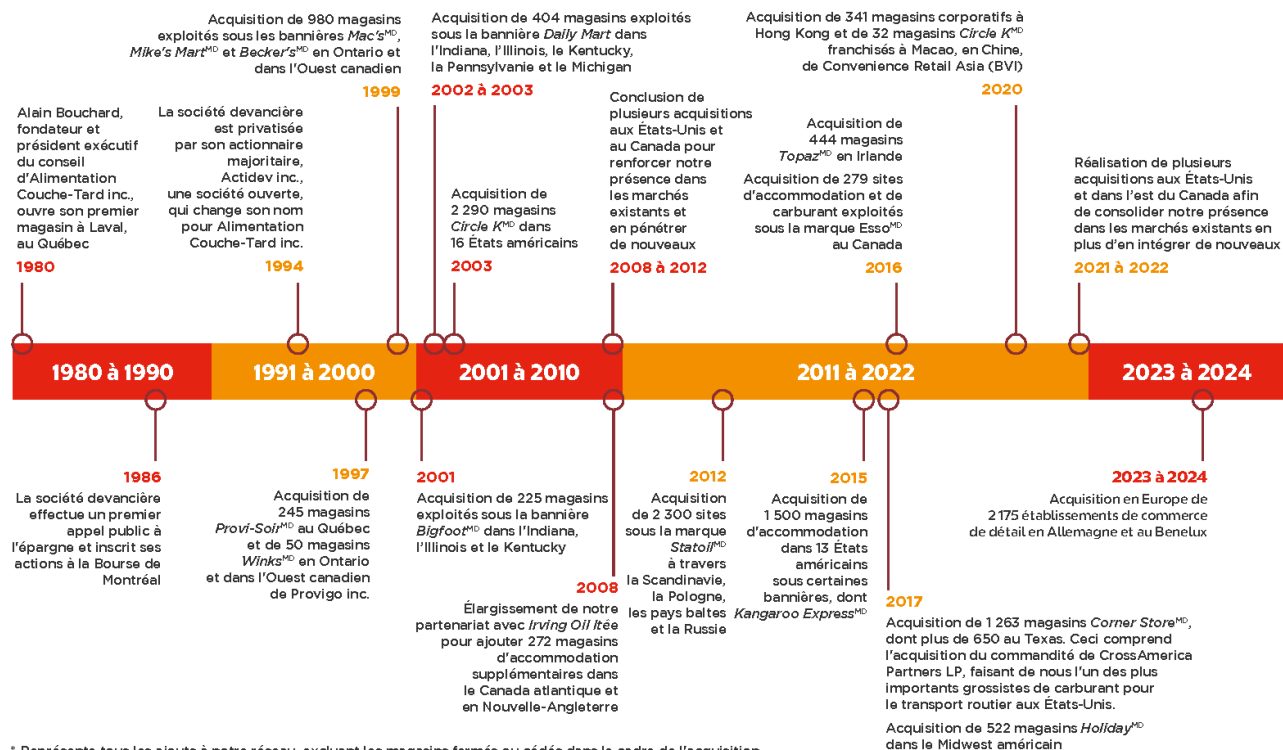 Acquisition de 980 magasins
exploités sous les bannières Mac'sMD,
Mike's MartMD et Becker'sMD en Ontario et
dans l'Ouest canadien
1999
Acquisition de 404 magasins exploités
sous la bannière Daily Mart dans
l'Indiana, l'Illinois, le Kentucky,
la Pennsylvanie et le Michigan
2002 à 2003
Acquisition de 341 magasins corporatifs à
Hong Kong et de 32 magasins Circle KMD
franchisés à Macao, en Chine,
de Convenience Retail Asia (BVI)
2020
Alain Bouchard,
fondateur et
président exécutif
du conseil
d'Alimentation
Couche-Tard inc.,
ouvre son premier
magasin à Laval,
au Québec
1980
La société devancière
est privatisée
par son actionnaire
majoritaire,
Actidev inc.,
une société ouverte,
qui change son nom
pour Alimentation
Couche-Tard inc.
1994
Acquisition de
2 290 magasins
Circle KMD dans
16 États américains
2003
Conclusion de
plusieurs acquisitions
aux États-Unis et
au Canada pour
renforcer notre
présence dans
les marchés
existants et
en pénétrer
de nouveaux
2008 à 2012
Acquisition de
444 magasins
TopazMD en Irlande
Acquisition de 279 sites
d'accommodation et de
carburant exploités
sous la marque EssoMD
au Canada
2016
Réalisation de plusieurs
acquisitions aux États-Unis
et dans l'est du Canada afin
de consolider notre présence
dans les marchés existants en
plus d'en intégrer de nouveaux
2021 à 2022
1980 à 1990
1991 à 2000
2001 à 2010
2011 à 2022
2023 à 2024
1986
La société devancière
effectue un premier
appel public à
l'épargne et inscrit ses
actions à la Bourse de
Montréal
1997
Acquisition de
245 magasins
Provi-SoirMD au Québec
et de 50 magasins
WinksMD en Ontario
et dans l'Ouest canadien
de Provigo inc.
2001
Acquisition de 225 magasins
exploités sous la bannière
BigfootMD dans l'Indiana,
l'Illinois et le Kentucky
2008
Élargissement de notre
partenariat avec Irving Oil ltée
pour ajouter 272 magasins
d'accommodation
supplémentaires dans
le Canada atlantique et
en Nouvelle-Angleterre
2012
Acquisition
de 2 300 sites
sous la marque
StatoilMD
à travers
la Scandinavie,
la Pologne,
les pays baltes
et la Russie
2015
Acquisition de
1 500 magasins
d'accommodation
dans 13 États
américains
sous certaines
bannières, dont
Kangaroo ExpressMD
2017
Acquisition de 1 263 magasins Corner StoreMD,
dont plus de 650 au Texas. Ceci comprend
l'acquisition du commandité de CrossAmerica
Partners LP, faisant de nous l'un des plus
importants grossistes de carburant pour
le transport routier aux États-Unis.
Acquisition de 522 magasins HolidayMD
dans le Midwest américain
2023 à 2024
Acquisition en Europe de
2 175 établissements de commerce
de détail en Allemagne et au Benelux
* Représente tous les ajouts à notre réseau, excluant les magasins fermés ou cédés dans le cadre de l'acquisition